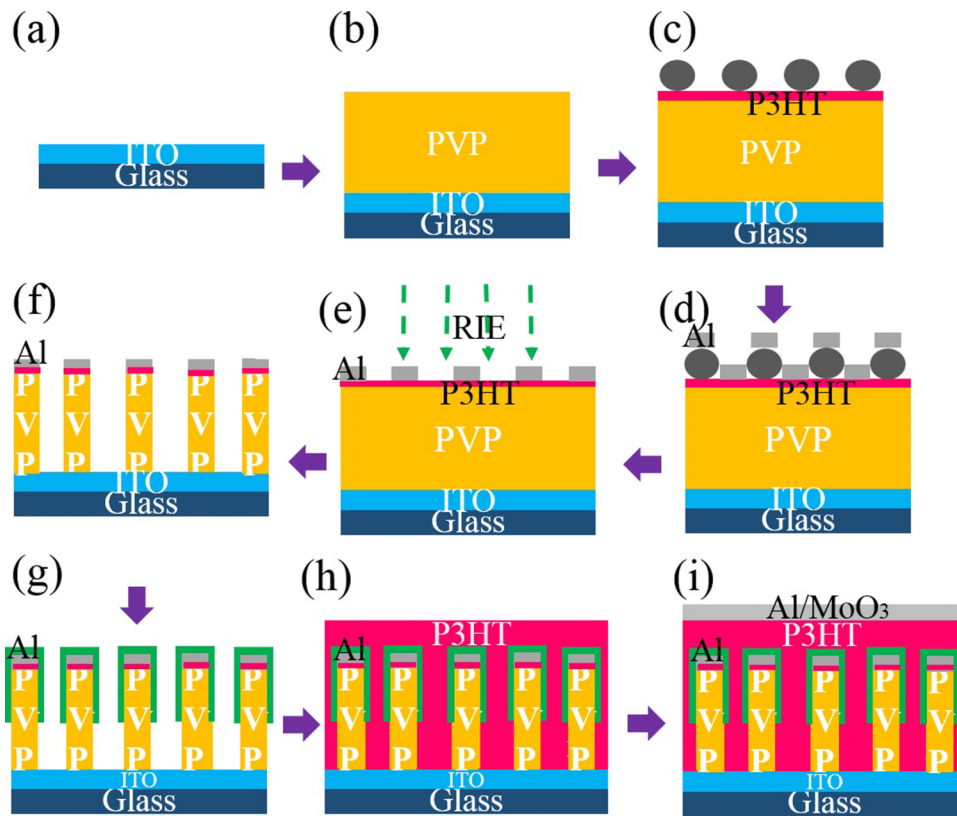 (a)
ITO
Glass
(b)
PVP
ITO
Glass
(c)
P3HT
PVP
ITO
Glass
(d)
Al
P3HT
PVP
ITO
Glass
(e)
RIE
Al
P3HT
PVP
ITO
Glass
(f)
Al
P P P P P
V V V V V
P P P P P
ITO
Glass
(g)
Al
P P P P P
V V V V V
P P P P P
ITO
Glass
(h)
P3HT
Al
P P P P P
V V V V V
P P P P P
ITO
Glass
(i)
Al/MoO₃
P3HT
Al
P P P P P
V V V V V
P P P P P
ITO
Glass